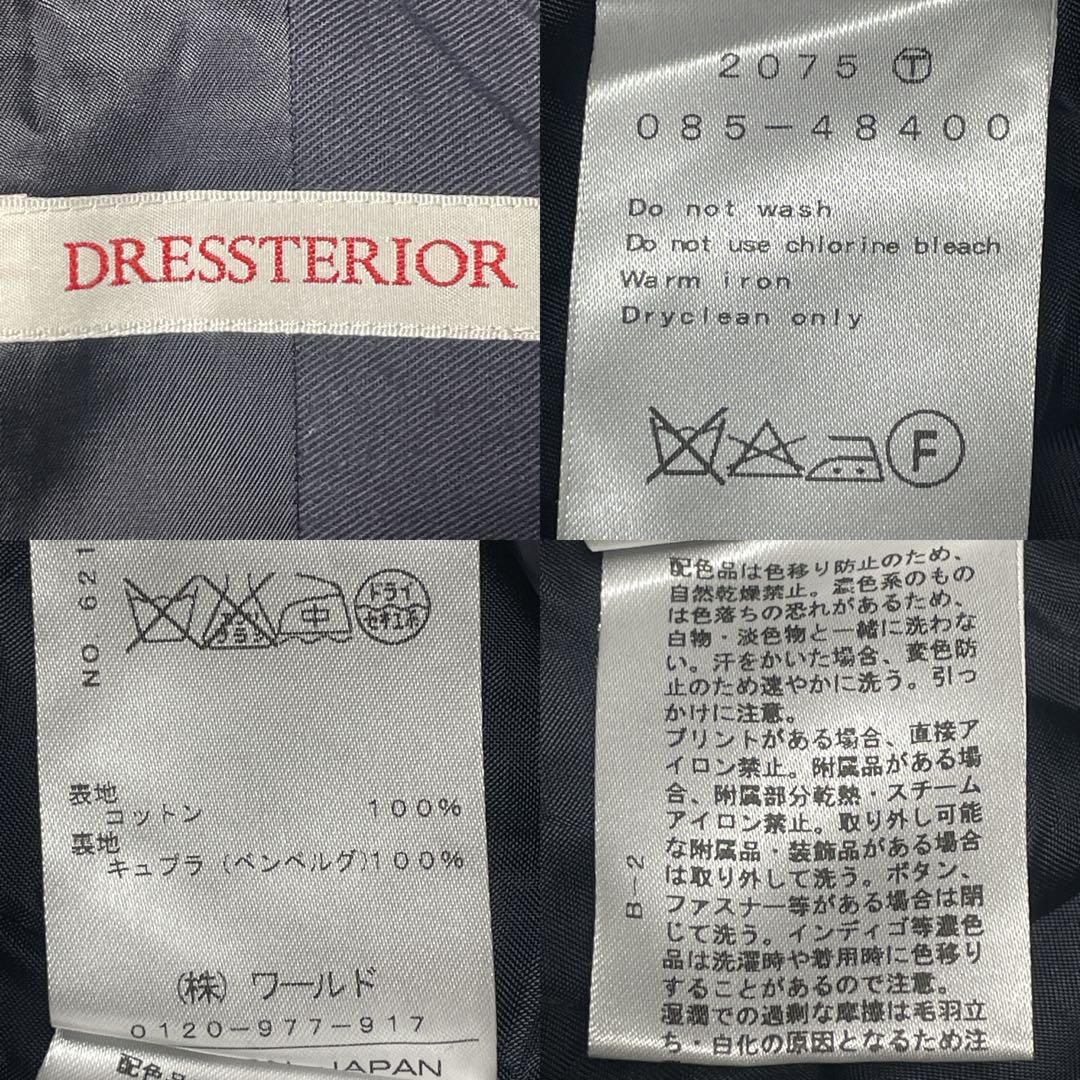 DRESSTERIOR
2075 Ⓣ
085-48400
Do not wash
Do not use chlorine bleach
Warm iron
Dryclean only
F
NO 621
エンソ サラシ
中
ドライ
セキユ系
表地
コットン 100%
裏地
キュプラ(ベンベルグ)100%
(株) ワールド
0120-977-917
JAPAN
配色品
配色品は色移り防止のため、
自然乾燥禁止。濃色系のもの
は色落ちの恐れがあるため、
白物・淡色物と一緒に洗わな
い。汗をかいた場合、変色防
止のため速やかに洗う。引っ
かけに注意。
プリントがある場合、直接ア
イロン禁止。附属品がある場
合、附属部分乾熱・スチーム
アイロン禁止。取り外し可能
な附属品・装飾品がある場合
は取り外して洗う。ボタン、
ファスナー等がある場合は閉
じて洗う。インディゴ等濃色
品は洗濯時や着用時に色移り
することがあるので注意。
湿潤での過剰な摩擦は毛羽立
ち・白化の原因となるため注
B-2